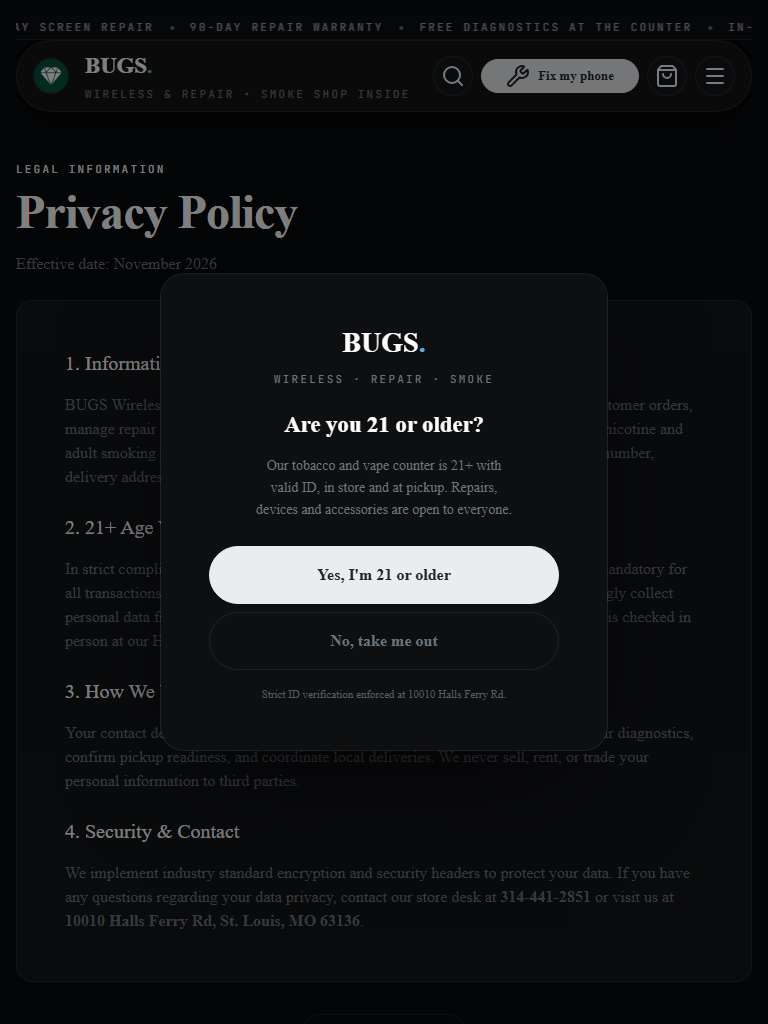 AY SCREEN REPAIR • 90-DAY REPAIR WARRANTY • FREE DIAGNOSTICS AT THE COUNTER • IN-
BUGS.
WIRELESS & REPAIR • SMOKE SHOP INSIDE
Fix my phone
LEGAL INFORMATION
Privacy Policy
Effective date: November 2026
BUGS.
WIRELESS · REPAIR · SMOKE
Are you 21 or older?
Our tobacco and vape counter is 21+ with
valid ID, in store and at pickup. Repairs,
devices and accessories are open to everyone.
Yes, I'm 21 or older
No, take me out
Strict ID verification enforced at 10010 Halls Ferry Rd.
1. Informati
BUGS Wireles tomer orders,
manage repair nicotine and
adult smoking number,
delivery addres
2. 21+ Age
In strict compli andatory for
all transactions gly collect
personal data f is checked in
person at our H
3. How We
Your contact de r diagnostics,
confirm pickup readiness, and coordinate local deliveries. We never sell, rent, or trade your
personal information to third parties.
4. Security & Contact
We implement industry standard encryption and security headers to protect your data. If you have
any questions regarding your data privacy, contact our store desk at 314-441-2851 or visit us at
10010 Halls Ferry Rd, St. Louis, MO 63136.